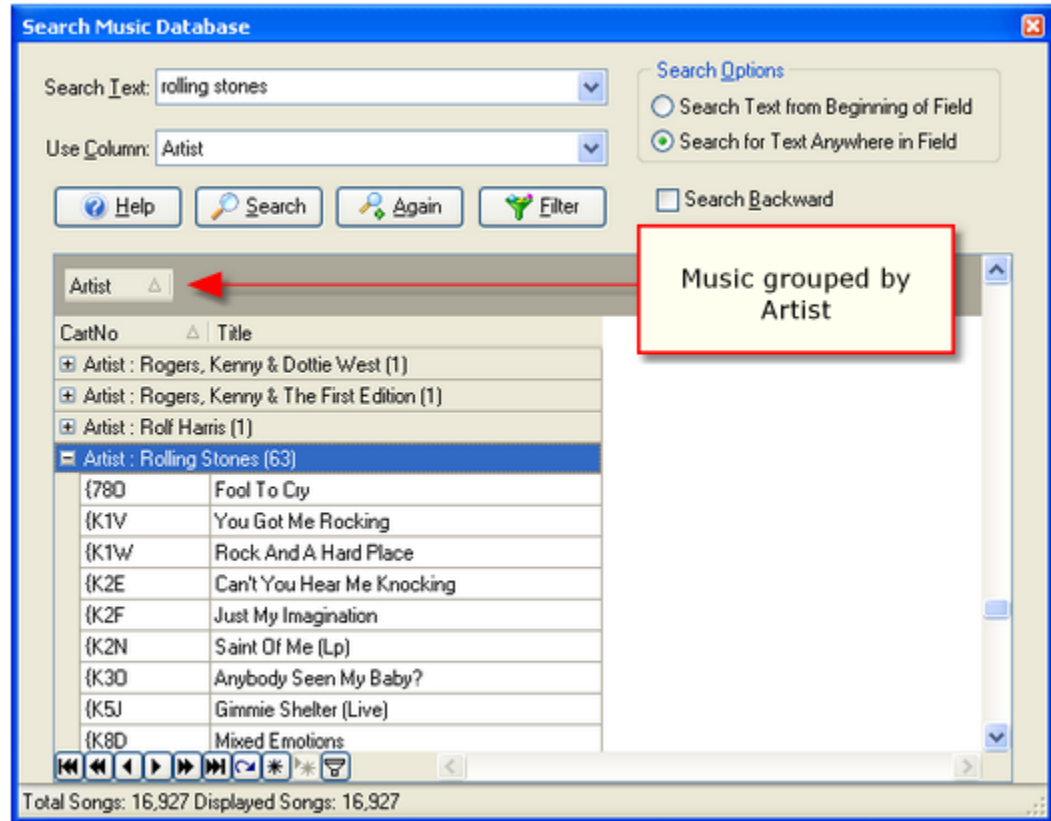 Search Music Database
Search Text: rolling stones
Use Column: Artist
Search Options
Search Text from Beginning of Field
Search for Text Anywhere in Field
Help Search Again Filter
Search Backward
Music grouped by
Artist
Artist
CartNo Title
Artist : Rogers, Kenny & Dottie West (1)
Artist : Rogers, Kenny & The First Edition (1)
Artist : Rolf Harris (1)
Artist : Rolling Stones (63)
{78O Fool To Cry
{K1V You Got Me Rocking
{K1W Rock And A Hard Place
{K2E Can't You Hear Me Knocking
{K2F Just My Imagination
{K2N Saint Of Me (Lp)
{K3O Anybody Seen My Baby?
{K5J Gimmie Shelter (Live)
{K8D Mixed Emotions
Total Songs: 16,927 Displayed Songs: 16,927